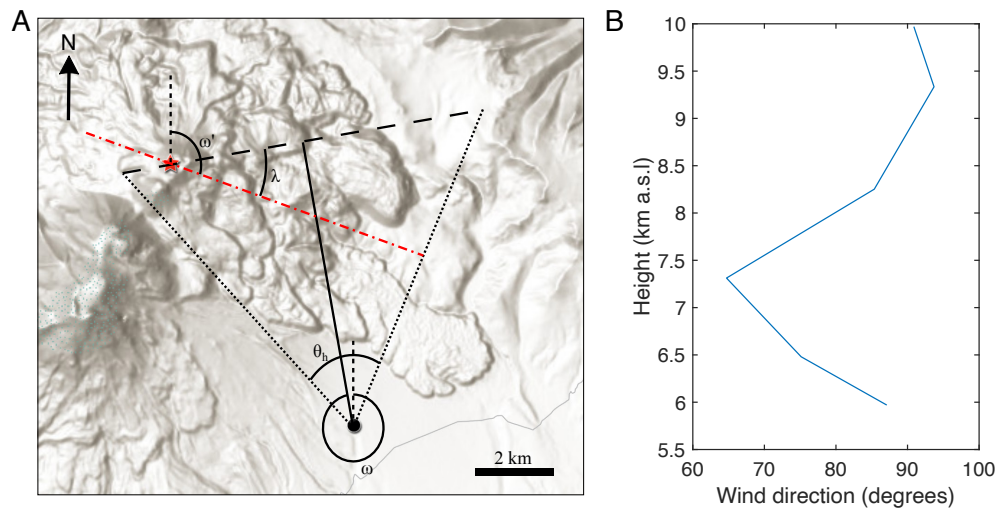 A
N
ω'
λ
θh
ω
2 km
B
10
9.5
9
8.5
8
7.5
7
6.5
6
5.5
Height (km a.s.l)
60
70
80
90
100
Wind direction (degrees)